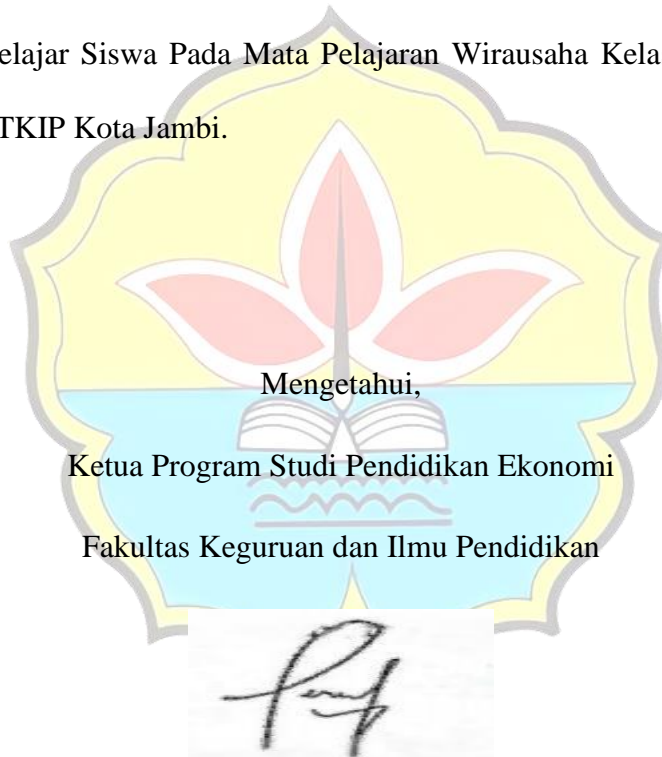 elajar Siswa Pada Mata Pelajaran Wirausaha Kela
TKIP Kota Jambi.
Mengetahui,
Ketua Program Studi Pendidikan Ekonomi
Fakultas Keguruan dan Ilmu Pendidikan